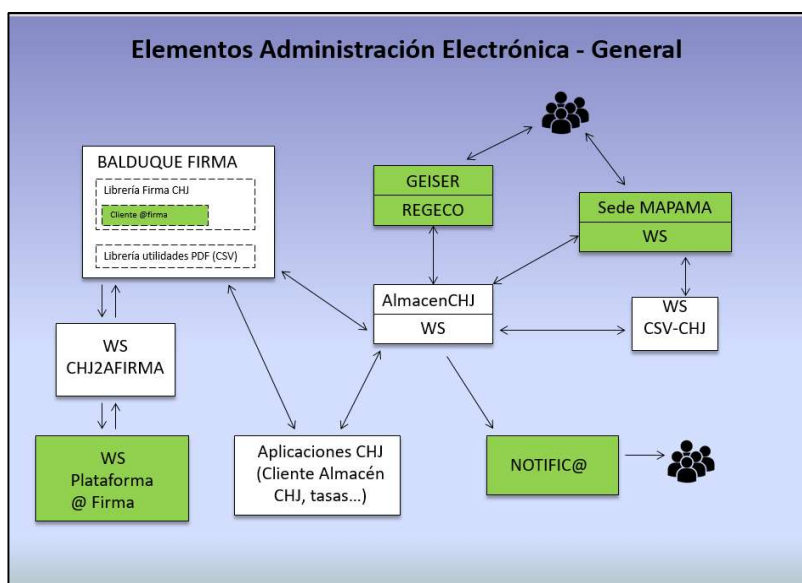 Elementos Administración Electrónica - General
BALDUQUE FIRMA
Librería Firma CHJ
Cliente @firma
Librería utilidades PDF (CSV)
GEISER
REGECO
Sede MAPAMA
WS
AlmacenCHJ
WS
WS
CSV-CHJ
WS
CHJ2AFIRMA
WS
Plataforma
@ Firma
Aplicaciones CHJ
(Cliente Almacén
CHJ, tasas...)
NOTIFIC@